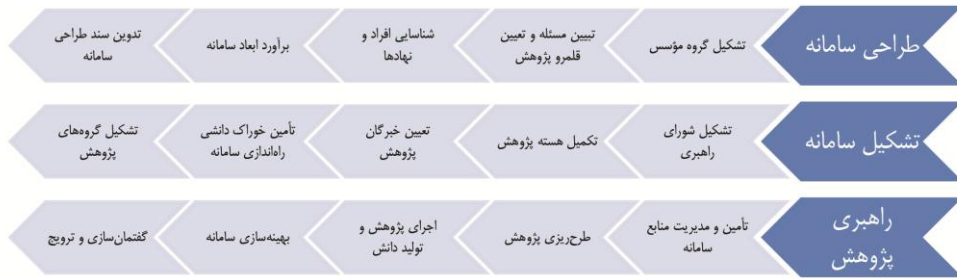 طراحی سامانه
تشکیل گروه مؤسس
تبیین مسئله و تعیین
قلمرو پژوهش
شناسایی افراد و
نهادها
برآورد ابعاد سامانه
تدوین سند طراحی
سامانه
تشکیل سامانه
تشکیل شورای
راهبری
تکمیل هسته پژوهش
تعیین خبرگان
پژوهش
تأمین خوراک دانشی
راه‌اندازی سامانه
تشکیل گروه‌های
پژوهش
راهبری
پژوهش
تأمین و مدیریت منابع
سامانه
طرح‌ریزی پژوهش
اجرای پژوهش و
تولید دانش
بهینه‌سازی سامانه
گفتمان‌سازی و ترویج